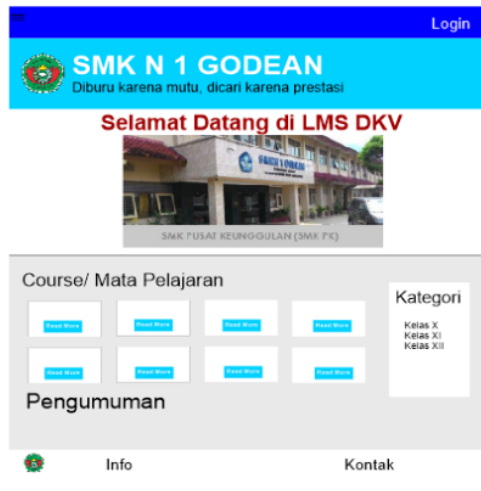 Login
SMK N 1 GODEAN
Diburu karena mutu, dicari karena prestasi
Selamat Datang di LMS DKV
SMK PUSAT KEUNGGULAN (SMK PK)
Course/ Mata Pelajaran
Kategori
Read More
Read More
Read More
Read More
Kelas X
Kelas XI
Kelas XII
Read More
Read More
Read More
Read More
Pengumuman
Info
Kontak